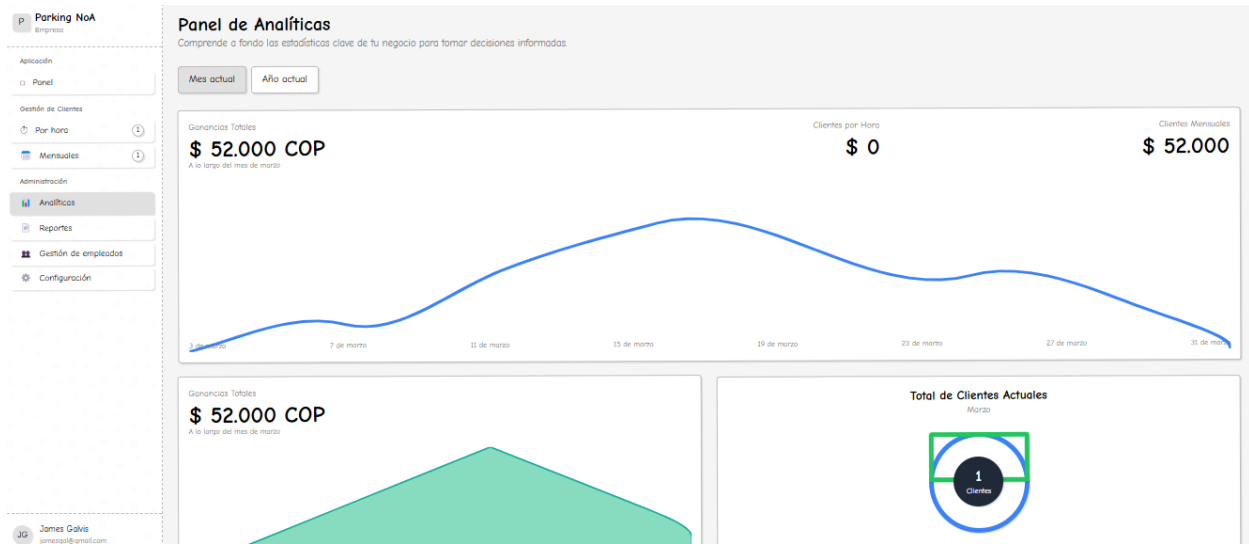 P
Parking NoA
Empresa
Aplicación
Panel
Gestión de Clientes
Por hora
1
Mensuales
1
Administración
Analíticas
Reportes
Gestión de empleados
Configuración
JG
James Galvis
jamesgal@gmail.com
Panel de Analíticas
Comprende a fondo las estadísticas clave de tu negocio para tomar decisiones informadas.
Mes actual
Año actual
Ganancias Totales
$ 52.000 COP
A lo largo del mes de marzo
Clientes por Hora
$ 0
Clientes Mensuales
$ 52.000
3 de marzo
7 de marzo
11 de marzo
15 de marzo
19 de marzo
23 de marzo
27 de marzo
31 de marzo
Ganancias Totales
$ 52.000 COP
A lo largo del mes de marzo
Total de Clientes Actuales
Marzo
1
Clientes